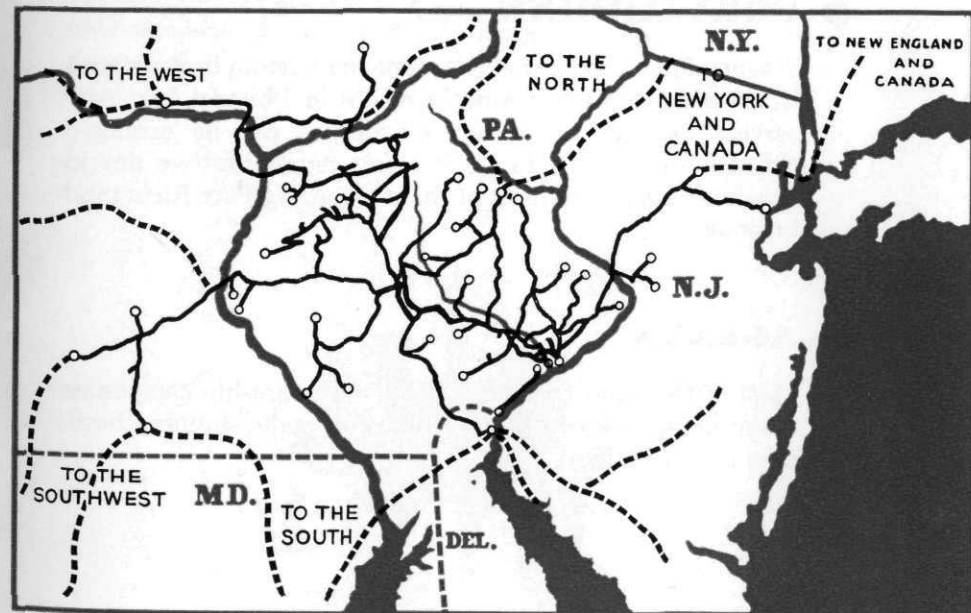 TO THE WEST
TO THE
NORTH
PA.
N.Y.
TO
NEW YORK
AND
CANADA
TO NEW ENGLAND
AND
CANADA
N.J.
TO THE
SOUTHWEST
MD.
TO THE
SOUTH
DEL.